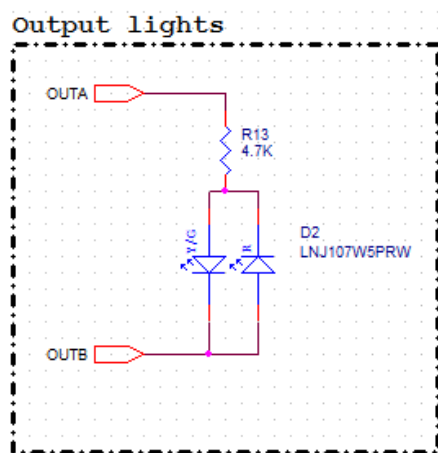 Output lights
OUTA
R13
4.7K
Y/G
R
D2
LNJ107W5PRW
OUTB